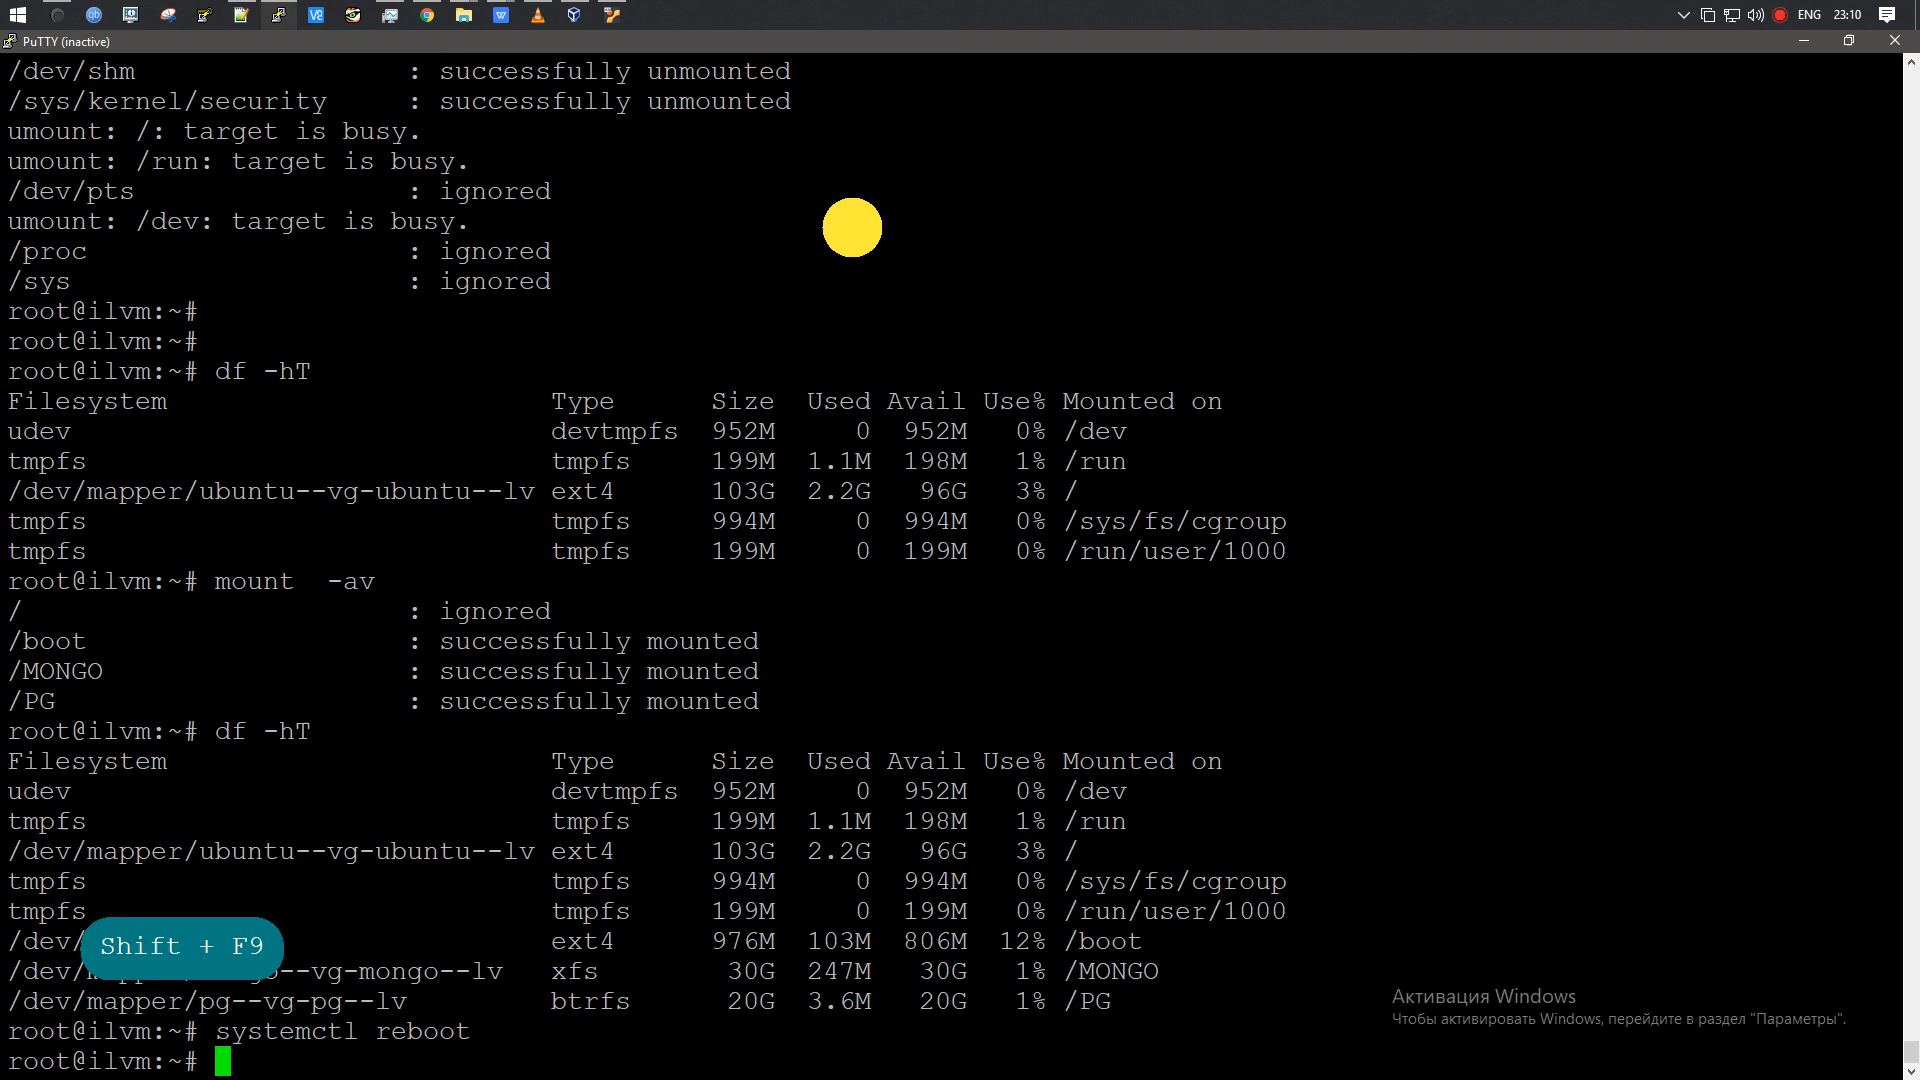 ENG 23:10
PuTTY (inactive)
/dev/shm : successfully unmounted
/sys/kernel/security : successfully unmounted
umount: /: target is busy.
umount: /run: target is busy.
/dev/pts : ignored
umount: /dev: target is busy.
/proc : ignored
/sys : ignored
root@ilvm:~#
root@ilvm:~#
root@ilvm:~# df -hT
Filesystem Type Size Used Avail Use% Mounted on
udev devtmpfs 952M 0 952M 0% /dev
tmpfs tmpfs 199M 1.1M 198M 1% /run
/dev/mapper/ubuntu--vg-ubuntu--lv ext4 103G 2.2G 96G 3% /
tmpfs tmpfs 994M 0 994M 0% /sys/fs/cgroup
tmpfs tmpfs 199M 0 199M 0% /run/user/1000
root@ilvm:~# mount  -av
/ : ignored
/boot : successfully mounted
/MONGO : successfully mounted
/PG : successfully mounted
root@ilvm:~# df -hT
Filesystem Type Size Used Avail Use% Mounted on
udev devtmpfs 952M 0 952M 0% /dev
tmpfs tmpfs 199M 1.1M 198M 1% /run
/dev/mapper/ubuntu--vg-ubuntu--lv ext4 103G 2.2G 96G 3% /
tmpfs tmpfs 994M 0 994M 0% /sys/fs/cgroup
tmpfs tmpfs 199M 0 199M 0% /run/user/1000
/dev/ ext4 976M 103M 806M 12% /boot
Shift + F9
--vg-mongo--lv xfs 30G 247M 30G 1% /MONGO
/dev/mapper/pg--vg-pg--lv btrfs 20G 3.6M 20G 1% /PG
root@ilvm:~# systemctl reboot
root@ilvm:~#
Активация Windows
Чтобы активировать Windows, перейдите в раздел "Параметры".